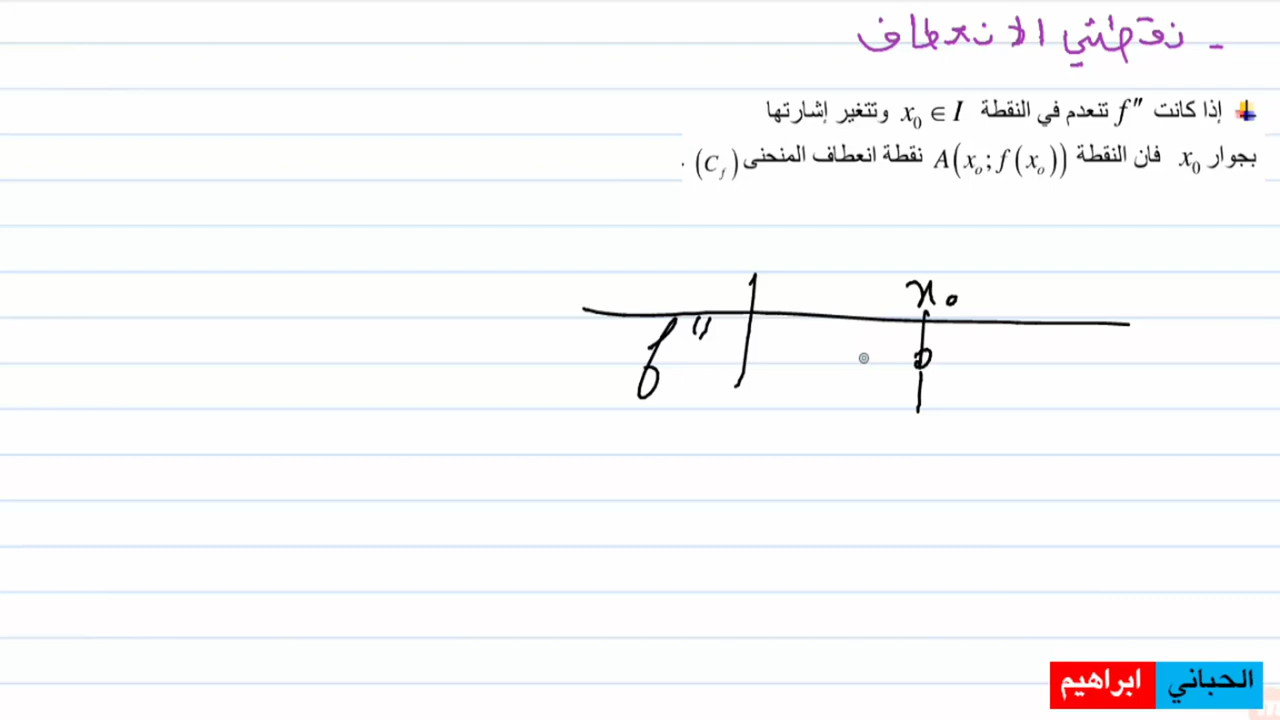 - نقطتي الانعطاف
إذا كانت f″ تنعدم في النقطة x₀ ∈ I وتتغير إشارتها
بجوار x₀ فان النقطة A(x₀; f(x₀)) نقطة انعطاف المنحنى (C_f) .
x₀
f″ 0
الحباني ابراهيم